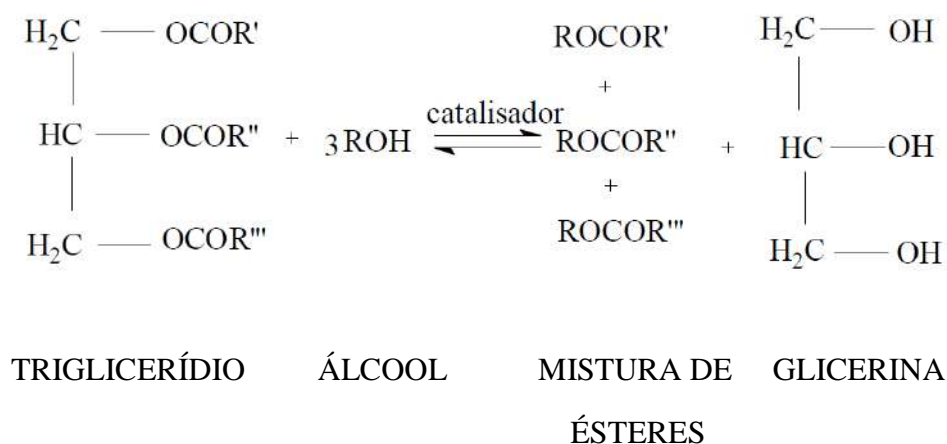 H₂C — OCOR'
HC — OCOR"
H₂C — OCOR'''
+
3ROH
catalisador
ROCOR'
+
ROCOR"
+
ROCOR'''
+
H₂C — OH
HC — OH
H₂C — OH
TRIGLICERÍDIO ÁLCOOL MISTURA DE GLICERINA
ÉSTERES